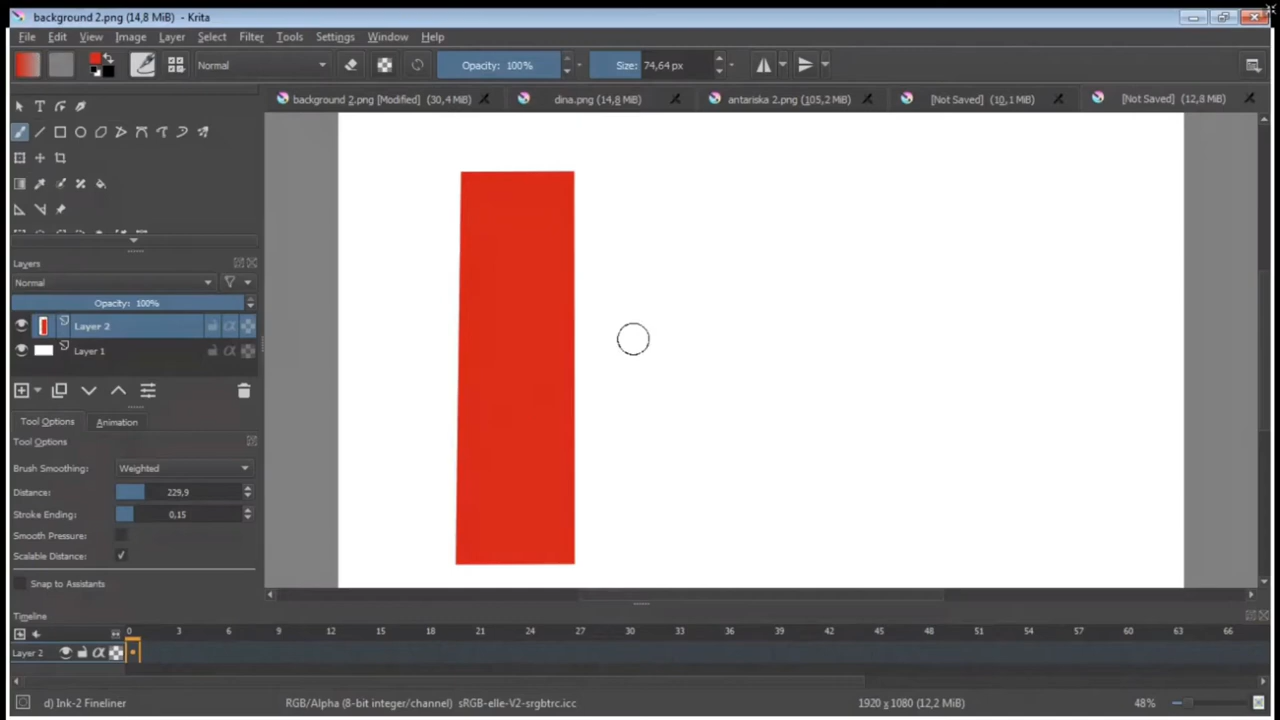 background 2.png (14,8 MiB) - Krita
File Edit View Image Layer Select Filter Tools Settings Window Help
Normal Opacity: 100% Size: 74,64 px
background 2.png [Modified] (30,4 MiB) dina.png (14,8 MiB) antariska 2.png (105,2 MiB) [Not Saved] (10,1 MiB) [Not Saved] (12,8 MiB)
Layers
Normal
Opacity: 100%
Layer 2
Layer 1
Tool Options Animation
Tool Options
Brush Smoothing: Weighted
Distance: 229,9
Stroke Ending: 0,15
Smooth Pressure:
Scalable Distance:
Snap to Assistants
Timeline
0 3 6 9 12 15 18 21 24 27 30 33 36 39 42 45 48 51 54 57 60 63 66
Layer 2
d) Ink-2 Fineliner RGB/Alpha (8-bit integer/channel) sRGB-elle-V2-srgbtrc.icc 1920 x 1080 (12,2 MiB) 48%